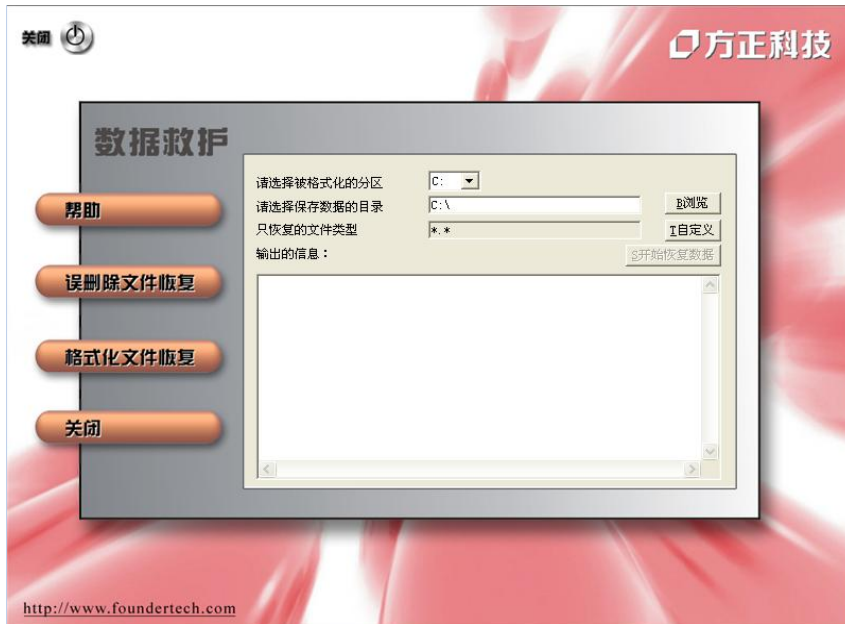 关闭
方正科技
数据救护
帮助
误删除文件恢复
格式化文件恢复
关闭
请选择被格式化的分区 C:
请选择保存数据的目录 C:\ B浏览
只恢复的文件类型 *.* T自定义
输出的信息： S开始恢复数据
http://www.foundertech.com